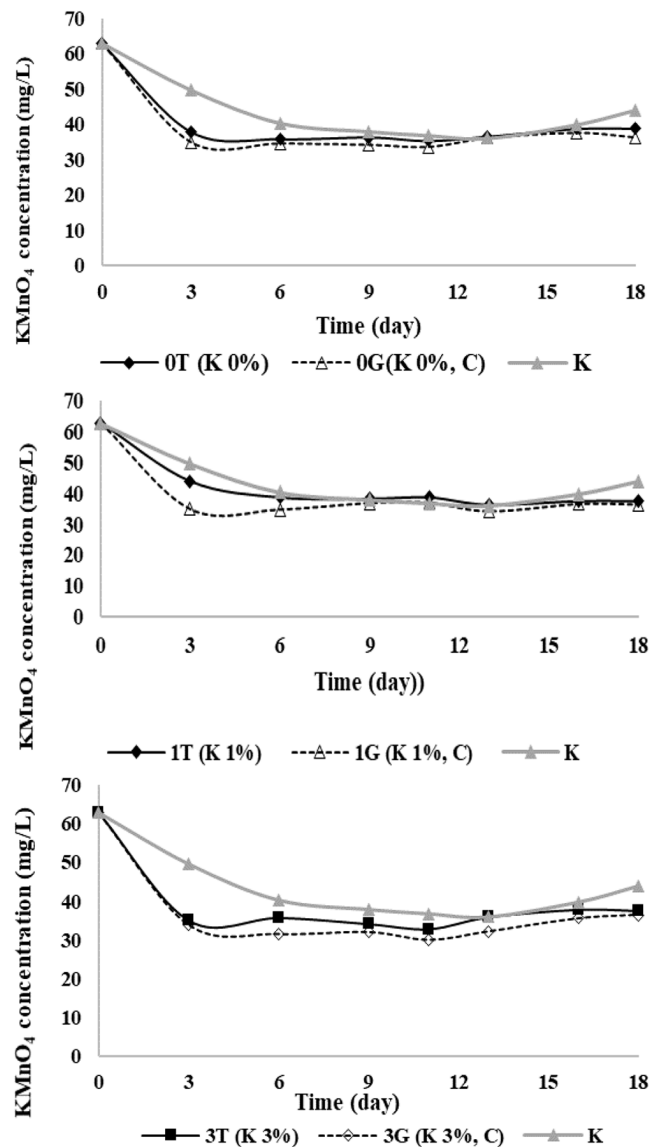 KMnO₄ concentration (mg/L)
70
60
50
40
30
20
10
0
0 3 6 9 12 15 18
Time (day)
0T (K 0%) 0G(K 0%, C) K
KMnO₄ concentration (mg/L)
70
60
50
40
30
20
10
0
0 3 6 9 12 15 18
Time (day))
1T (K 1%) 1G (K 1%, C) K
KMnO₄ concentration (mg/L)
70
60
50
40
30
20
10
0
0 3 6 9 12 15 18
Time (day)
3T (K 3%) 3G (K 3%, C) K